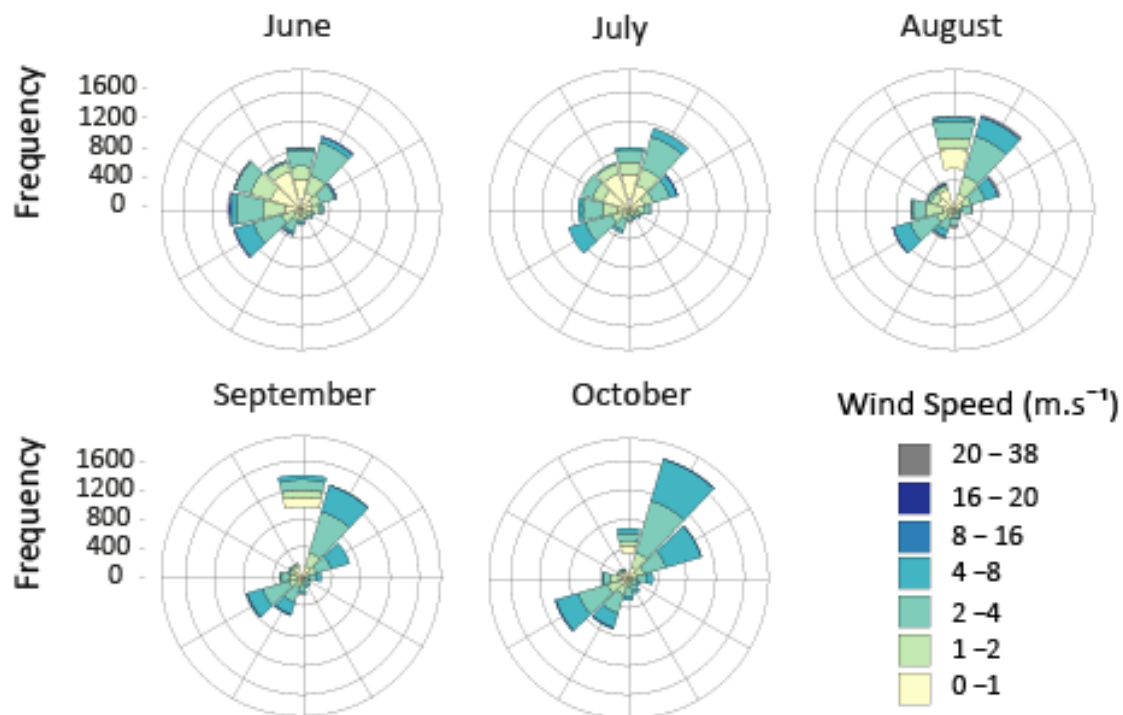 June
July
August
Frequency
1600
1200
800
400
0
September
October
Wind Speed (m.s⁻¹)
Frequency
1600
1200
800
400
0
20 – 38
16 – 20
8 – 16
4 –8
2 –4
1 –2
0 –1